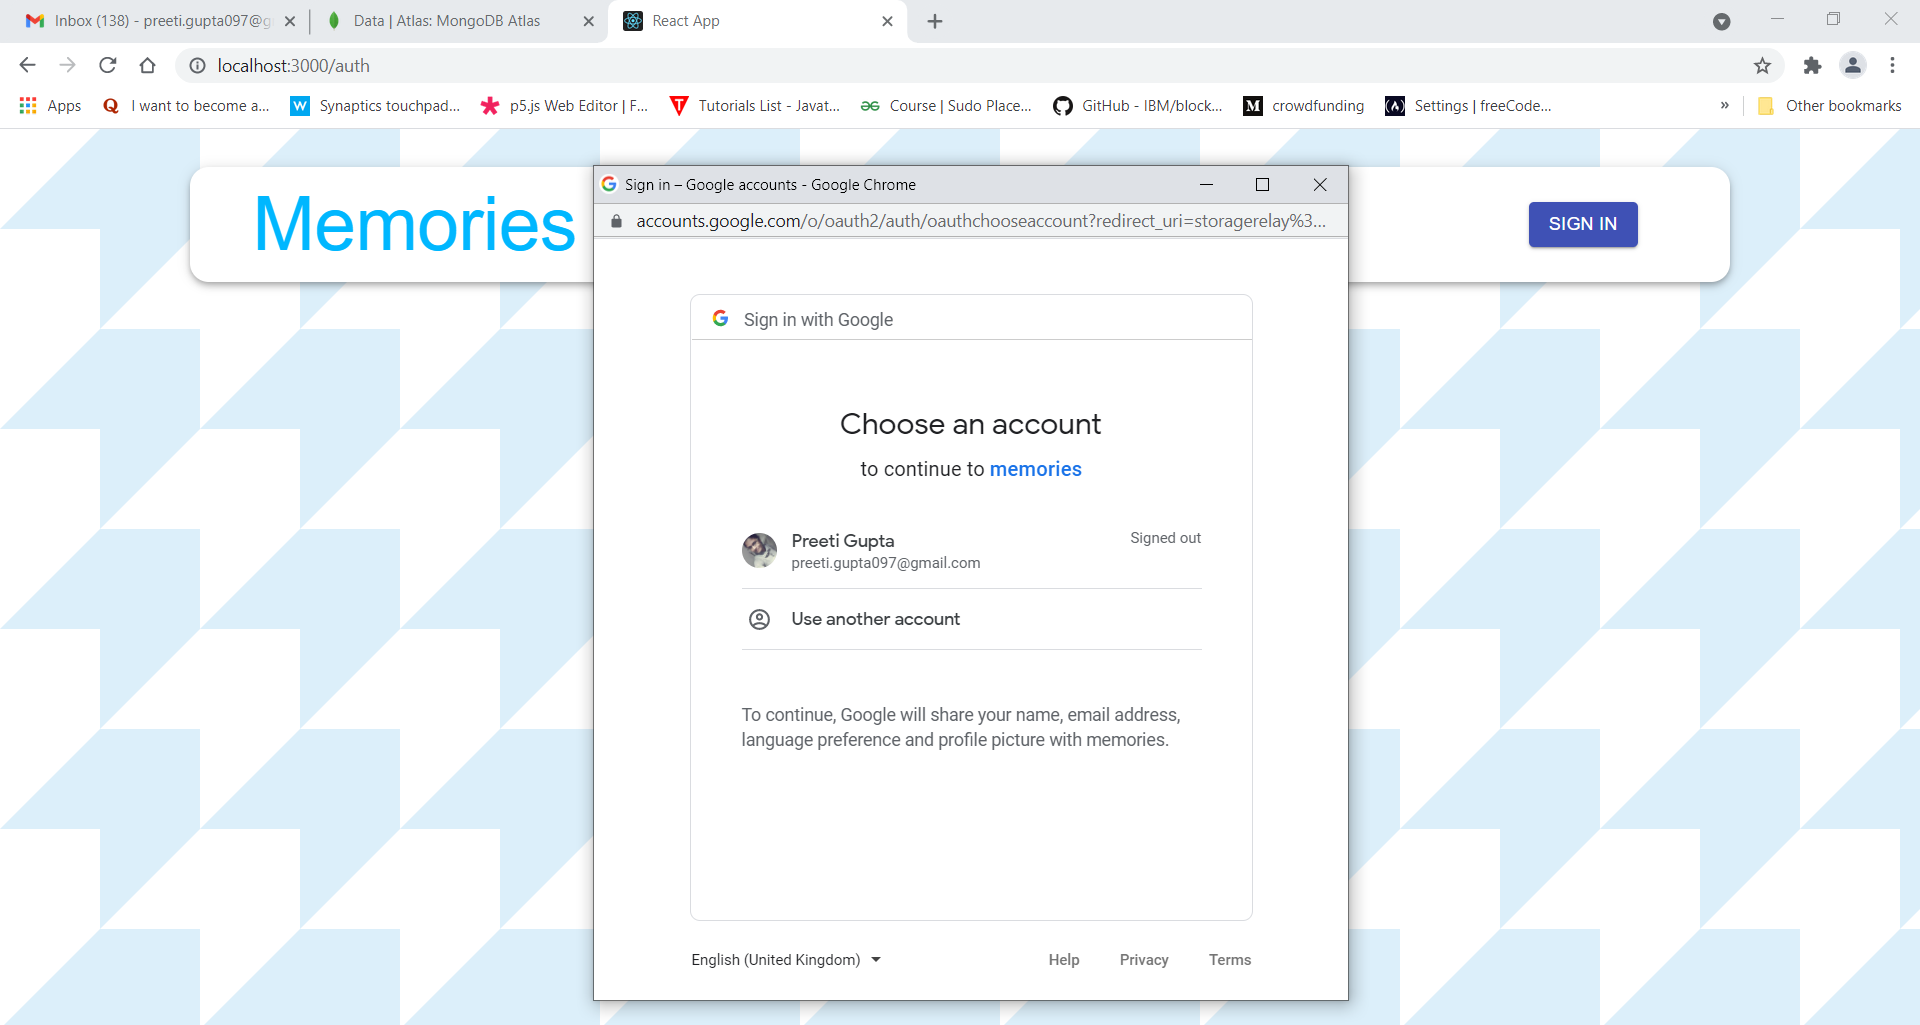 Inbox (138) - preeti.gupta097@g
Data | Atlas: MongoDB Atlas
React App
localhost:3000/auth
Apps
I want to become a...
Synaptics touchpad...
p5.js Web Editor | F...
Tutorials List - Javat...
Course | Sudo Place...
GitHub - IBM/block...
crowdfunding
Settings | freeCode...
»
Other bookmarks
Memories
SIGN IN
Sign in – Google accounts - Google Chrome
accounts.google.com/o/oauth2/auth/oauthchooseaccount?redirect_uri=storagerelay%3...
Sign in with Google
Choose an account
to continue to memories
Preeti Gupta
Signed out
preeti.gupta097@gmail.com
Use another account
To continue, Google will share your name, email address,
language preference and profile picture with memories.
English (United Kingdom)
Help
Privacy
Terms